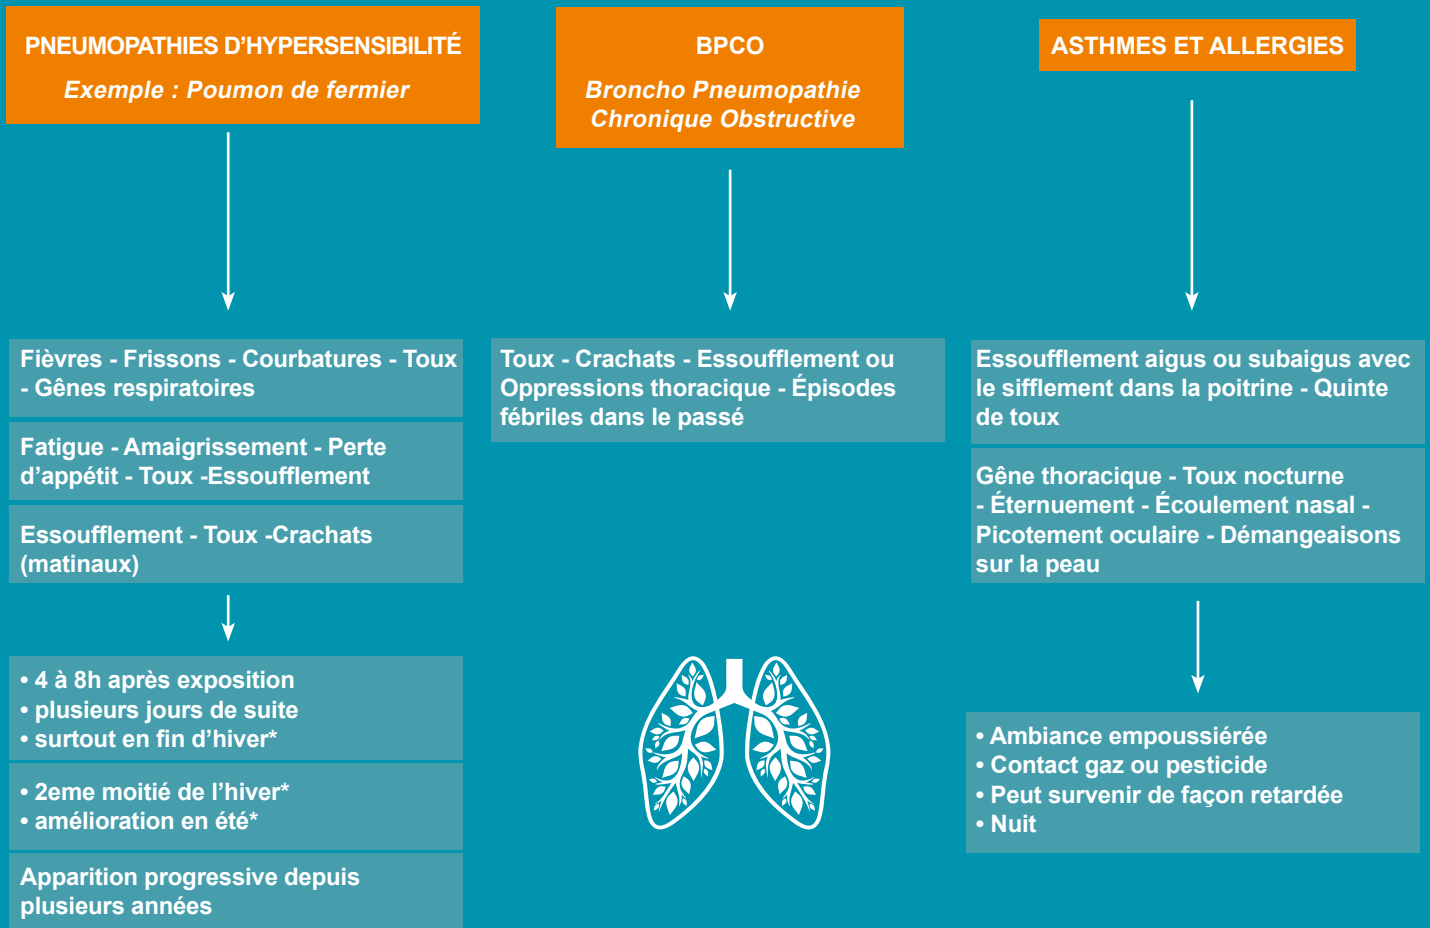 PNEUMOPATHIES D’HYPERSENSIBILITÉ
Exemple : Poumon de fermier
Fièvres - Frissons - Courbatures - Toux
- Gênes respiratoires
Fatigue - Amaigrissement - Perte
d’appétit - Toux -Essoufflement
Essoufflement - Toux -Crachats
(matinaux)
• 4 à 8h après exposition
• plusieurs jours de suite
• surtout en fin d’hiver*
• 2eme moitié de l’hiver*
• amélioration en été*
Apparition progressive depuis
plusieurs années
BPCO
Broncho Pneumopathie
Chronique Obstructive
Toux - Crachats - Essoufflement ou
Oppressions thoracique - Épisodes
fébriles dans le passé
ASTHMES ET ALLERGIES
Essoufflement aigus ou subaigus avec
le sifflement dans la poitrine - Quinte
de toux
Gêne thoracique - Toux nocturne
- Éternuement - Écoulement nasal -
Picotement oculaire - Démangeaisons
sur la peau
• Ambiance empoussiérée
• Contact gaz ou pesticide
• Peut survenir de façon retardée
• Nuit